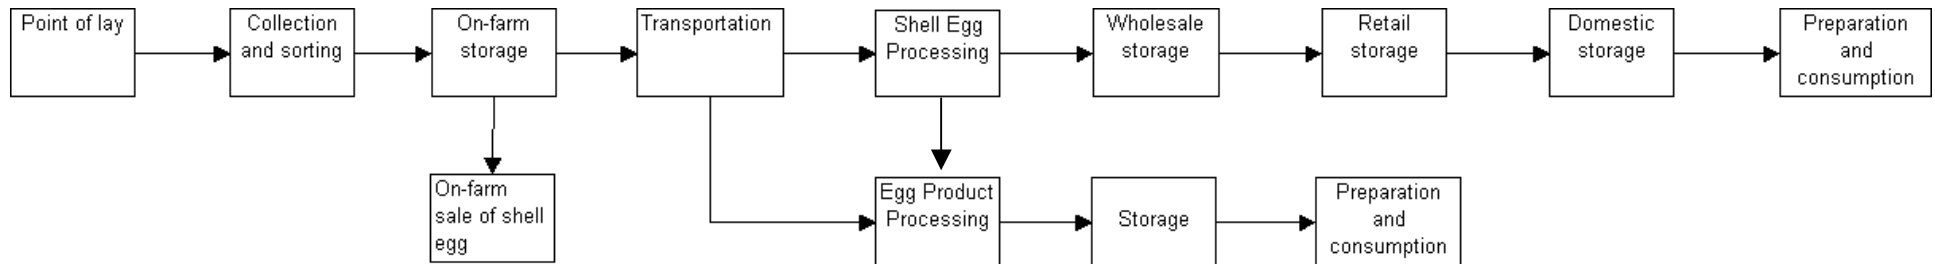 Point of lay
Collection
and sorting
On-farm
storage
Transportation
Shell Egg
Processing
Wholesale
storage
Retail
storage
Domestic
storage
Preparation
and
consumption
On-farm
sale of shell
egg
Egg Product
Processing
Storage
Preparation
and
consumption